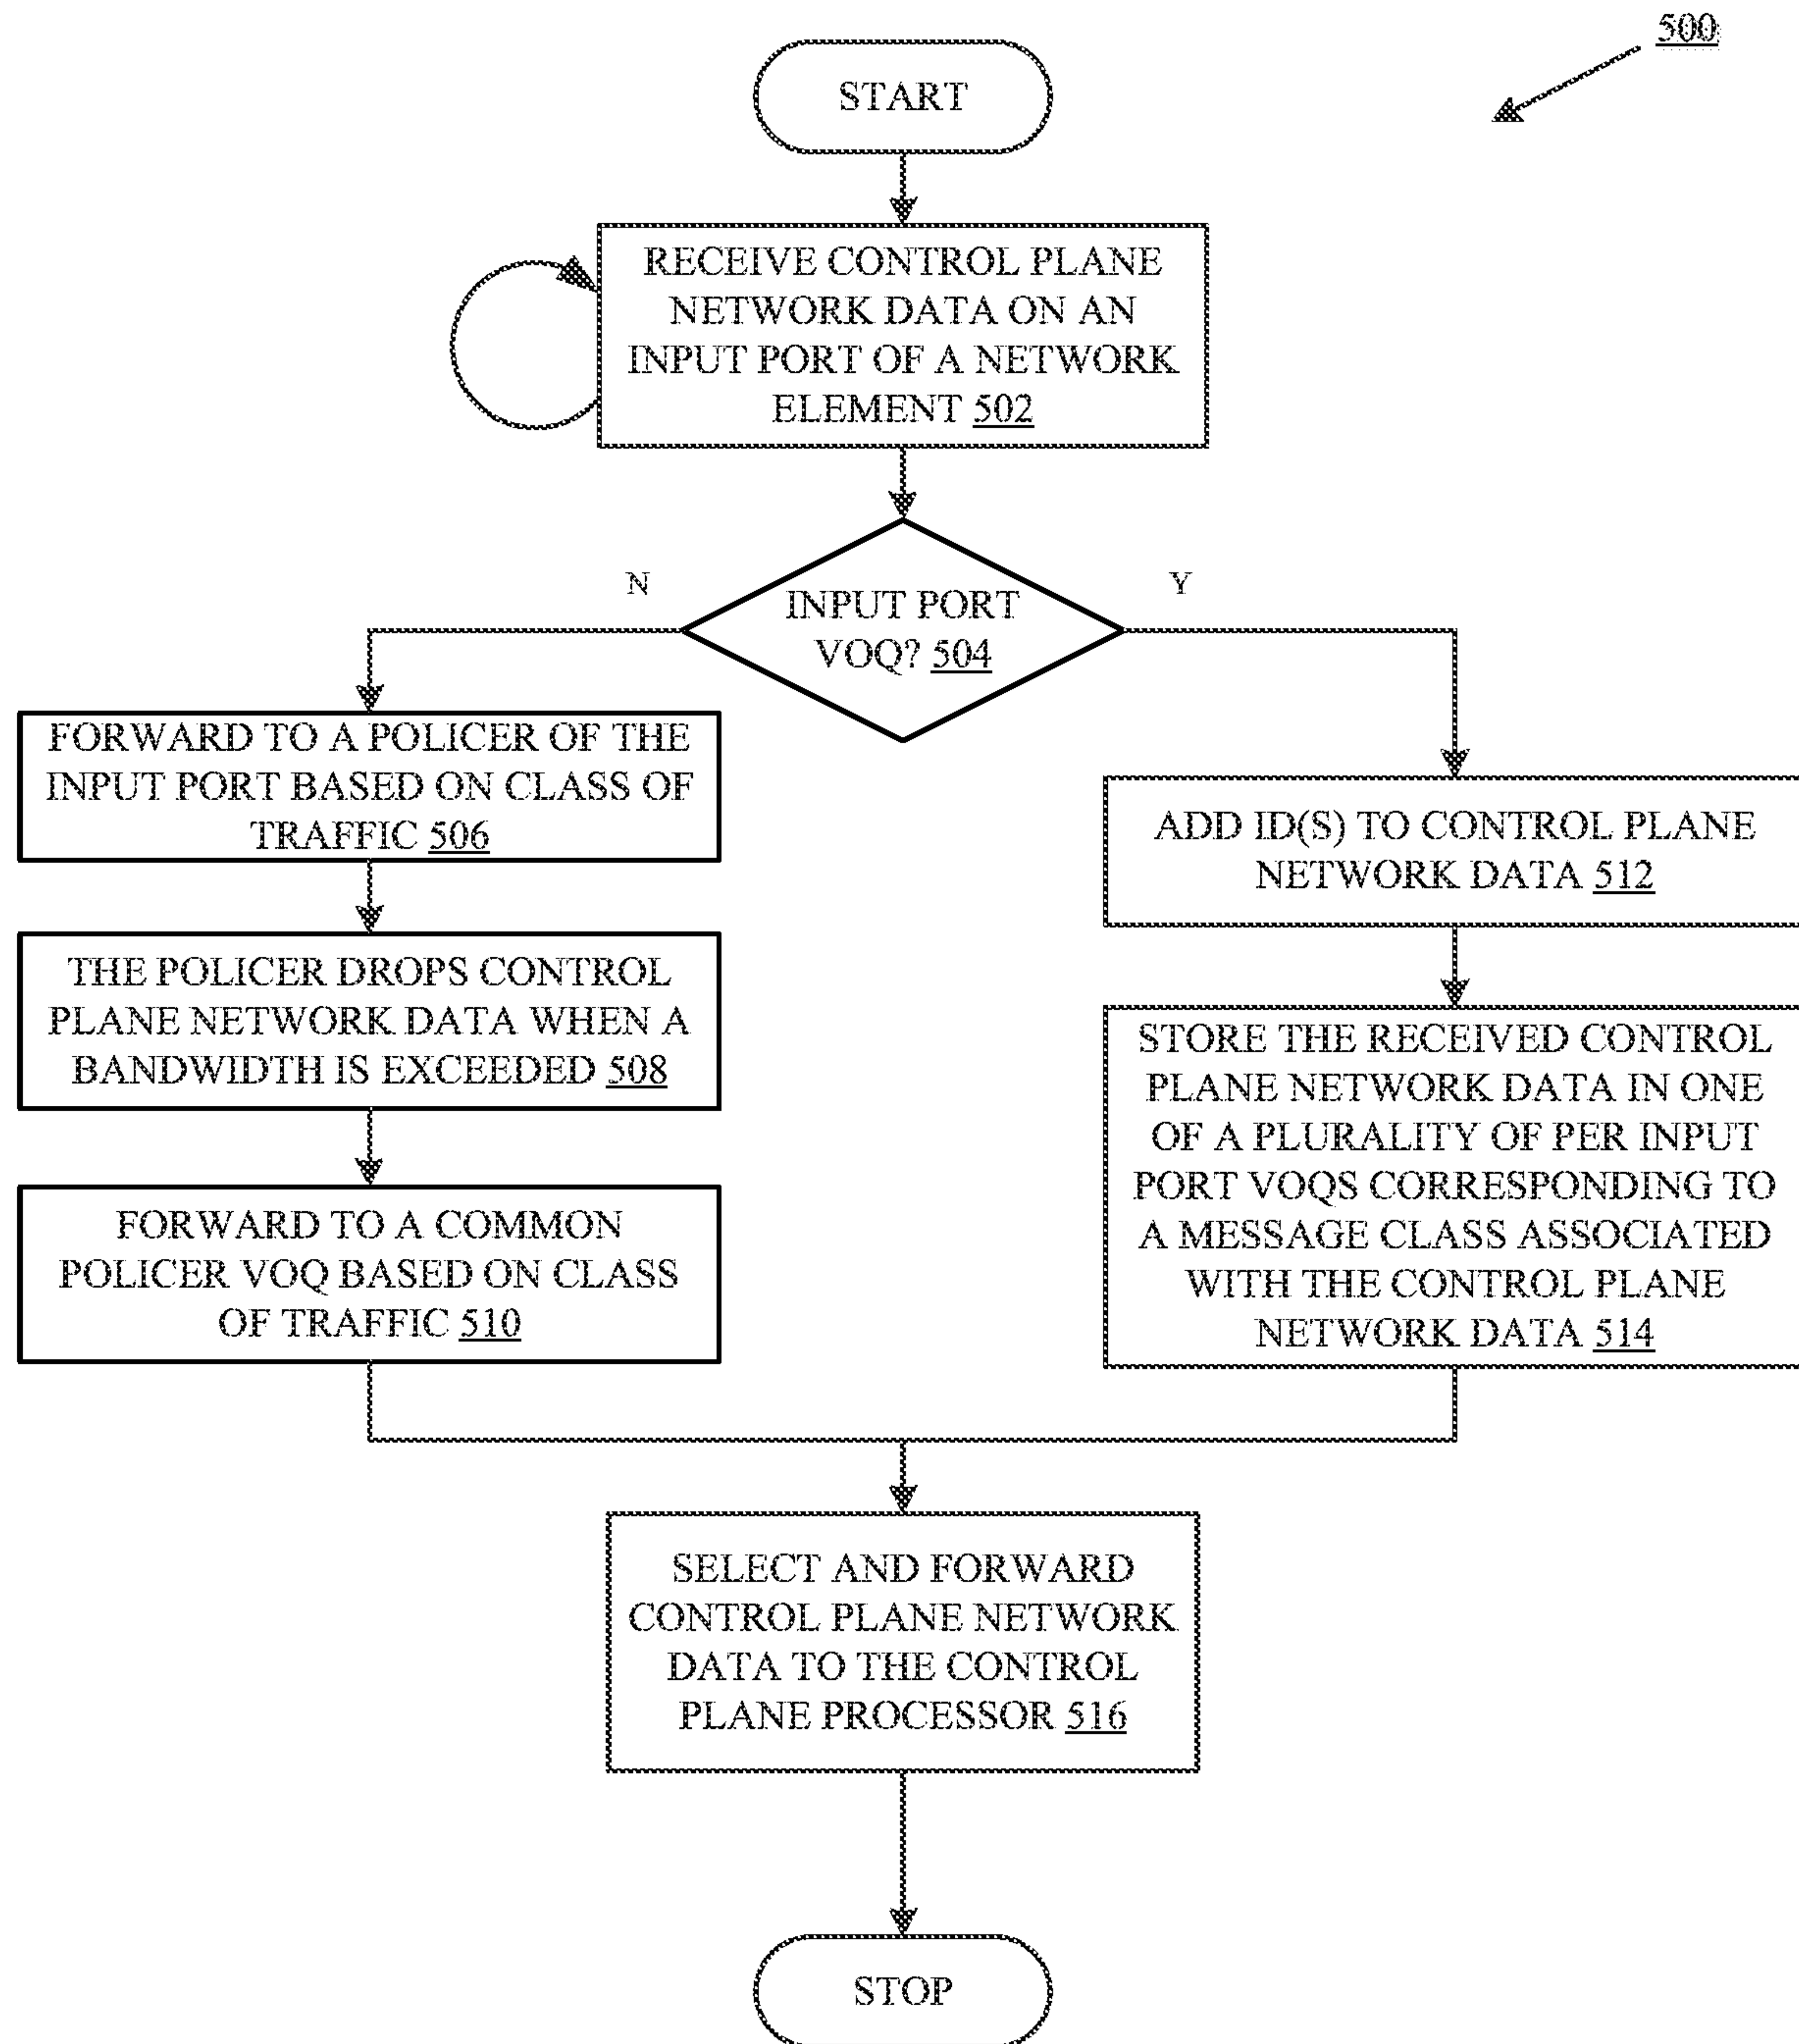 500
START
RECEIVE CONTROL PLANE
NETWORK DATA ON AN
INPUT PORT OF A NETWORK
ELEMENT 502
N
Y
INPUT PORT
VOQ? 504
FORWARD TO A POLICER OF THE
INPUT PORT BASED ON CLASS OF
TRAFFIC 506
THE POLICER DROPS CONTROL
PLANE NETWORK DATA WHEN A
BANDWIDTH IS EXCEEDED 508
FORWARD TO A COMMON
POLICER VOQ BASED ON CLASS
OF TRAFFIC 510
ADD ID(S) TO CONTROL PLANE
NETWORK DATA 512
STORE THE RECEIVED CONTROL
PLANE NETWORK DATA IN ONE
OF A PLURALITY OF PER INPUT
PORT VOQS CORRESPONDING TO
A MESSAGE CLASS ASSOCIATED
WITH THE CONTROL PLANE
NETWORK DATA 514
SELECT AND FORWARD
CONTROL PLANE NETWORK
DATA TO THE CONTROL
PLANE PROCESSOR 516
STOP